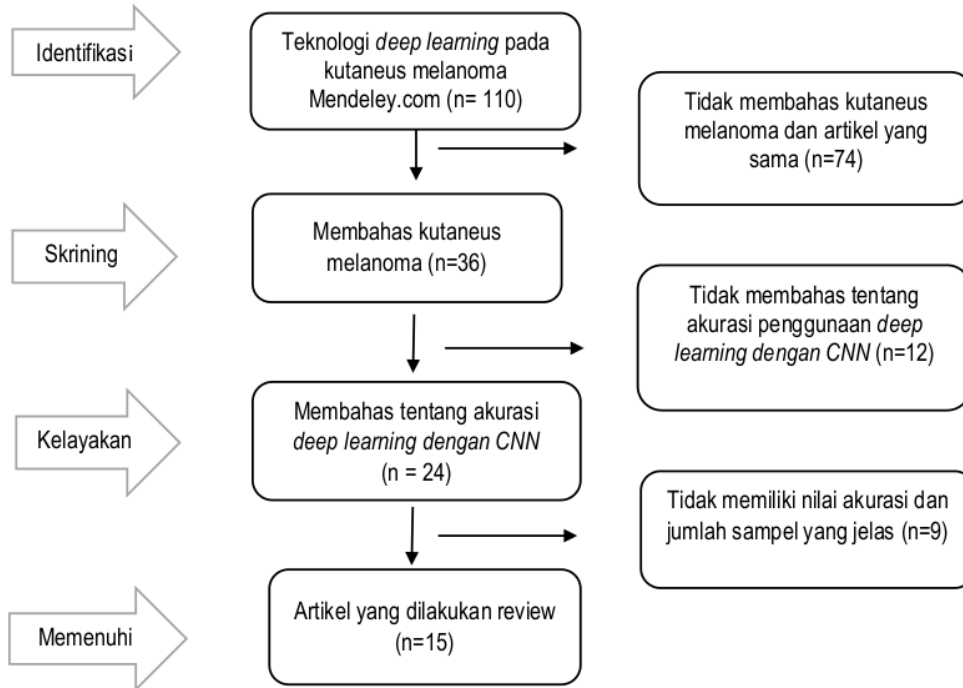 Identifikasi
Teknologi deep learning pada
kutaneus melanoma
Mendeley.com (n= 110)
Tidak membahas kutaneus
melanoma dan artikel yang
sama (n=74)
Skrining
Membahas kutaneus
melanoma (n=36)
Tidak membahas tentang
akurasi penggunaan deep
learning dengan CNN (n=12)
Kelayakan
Membahas tentang akurasi
deep learning dengan CNN
(n = 24)
Tidak memiliki nilai akurasi dan
jumlah sampel yang jelas (n=9)
Memenuhi
Artikel yang dilakukan review
(n=15)